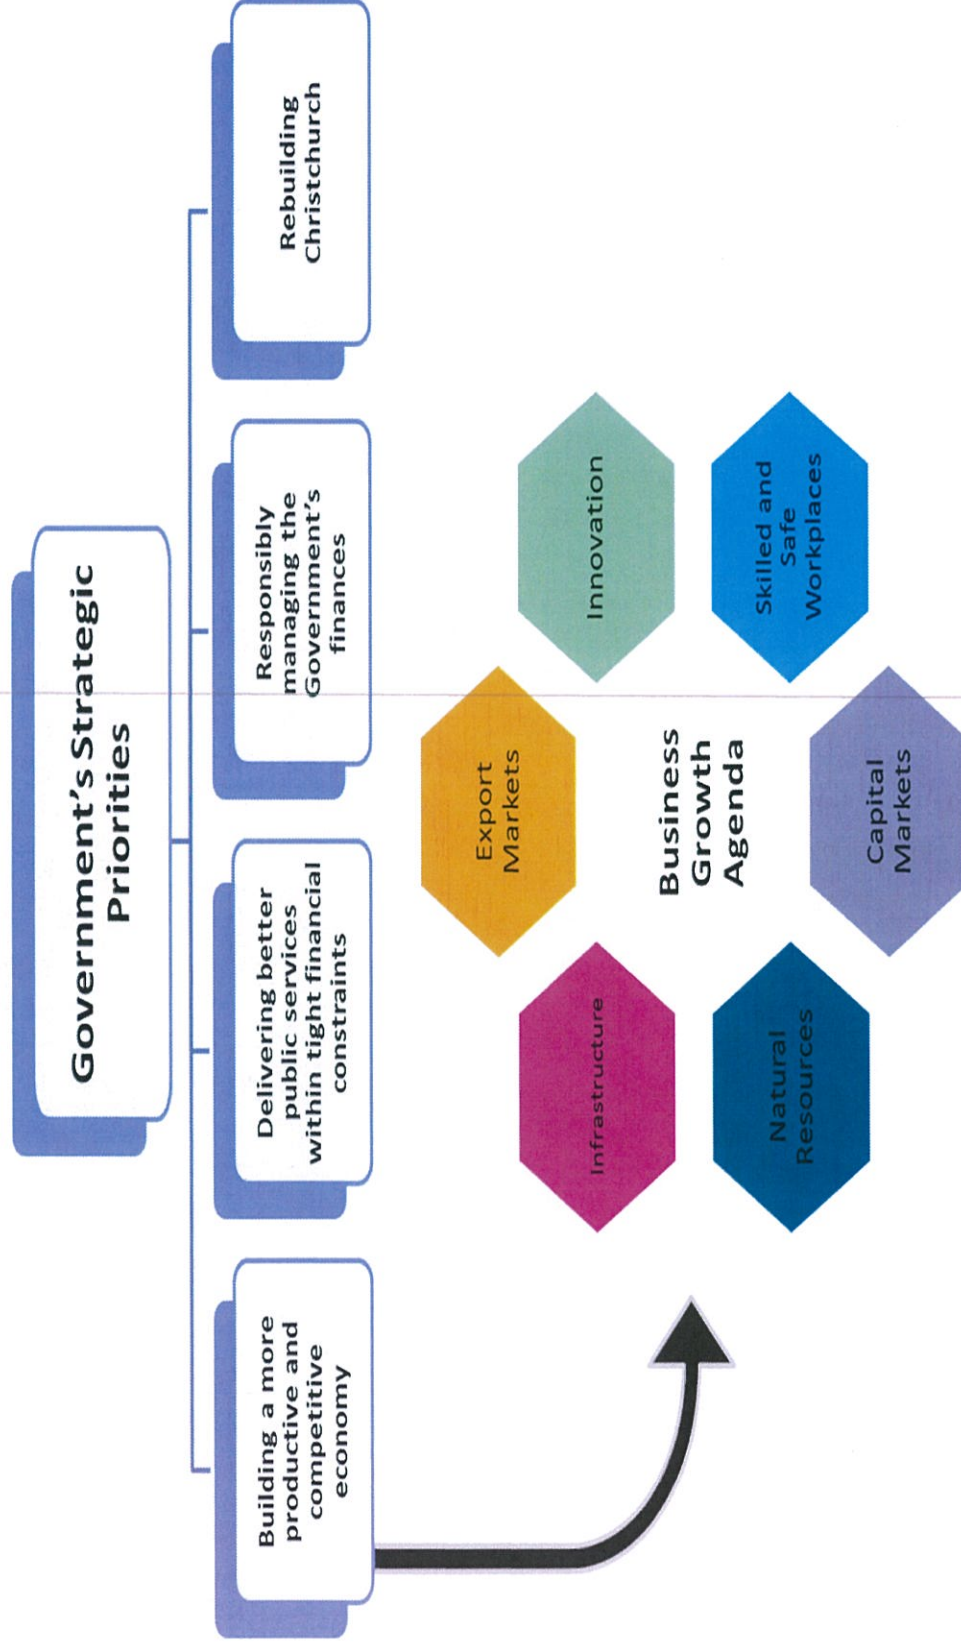 Government's Strategic
Priorities
Building a more
productive and
competitive
economy
Delivering better
public services
within tight financial
constraints
Responsibly
managing the
Government's
finances
Rebuilding
Christchurch
Export
Markets
Infrastructure
Innovation
Business
Growth
Agenda
Natural
Resources
Skilled and
Safe
Workplaces
Capital
Markets